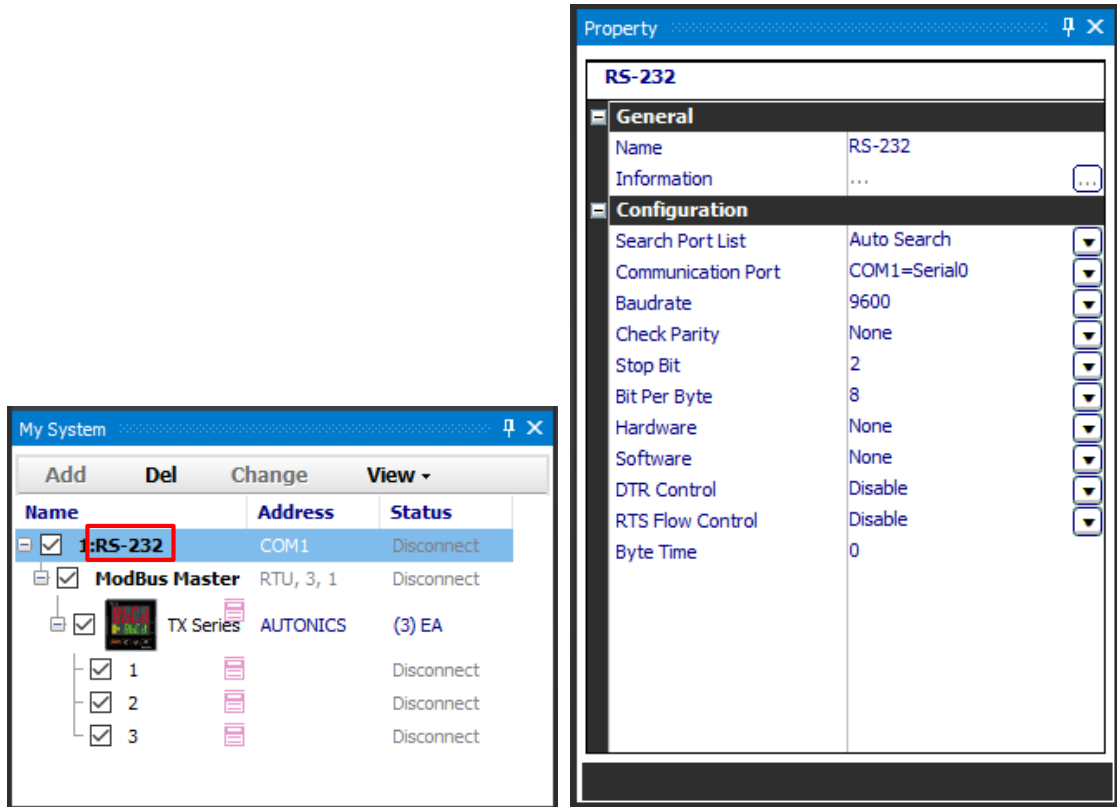 My System
Add Del Change View
Name Address Status
1:RS-232 COM1 Disconnect
ModBus Master RTU, 3, 1 Disconnect
TX Series AUTONICS (3) EA
1 Disconnect
2 Disconnect
3 Disconnect
Property
RS-232
General
Name RS-232
Information ... ...
Configuration
Search Port List Auto Search
Communication Port COM1=Serial0
Baudrate 9600
Check Parity None
Stop Bit 2
Bit Per Byte 8
Hardware None
Software None
DTR Control Disable
RTS Flow Control Disable
Byte Time 0